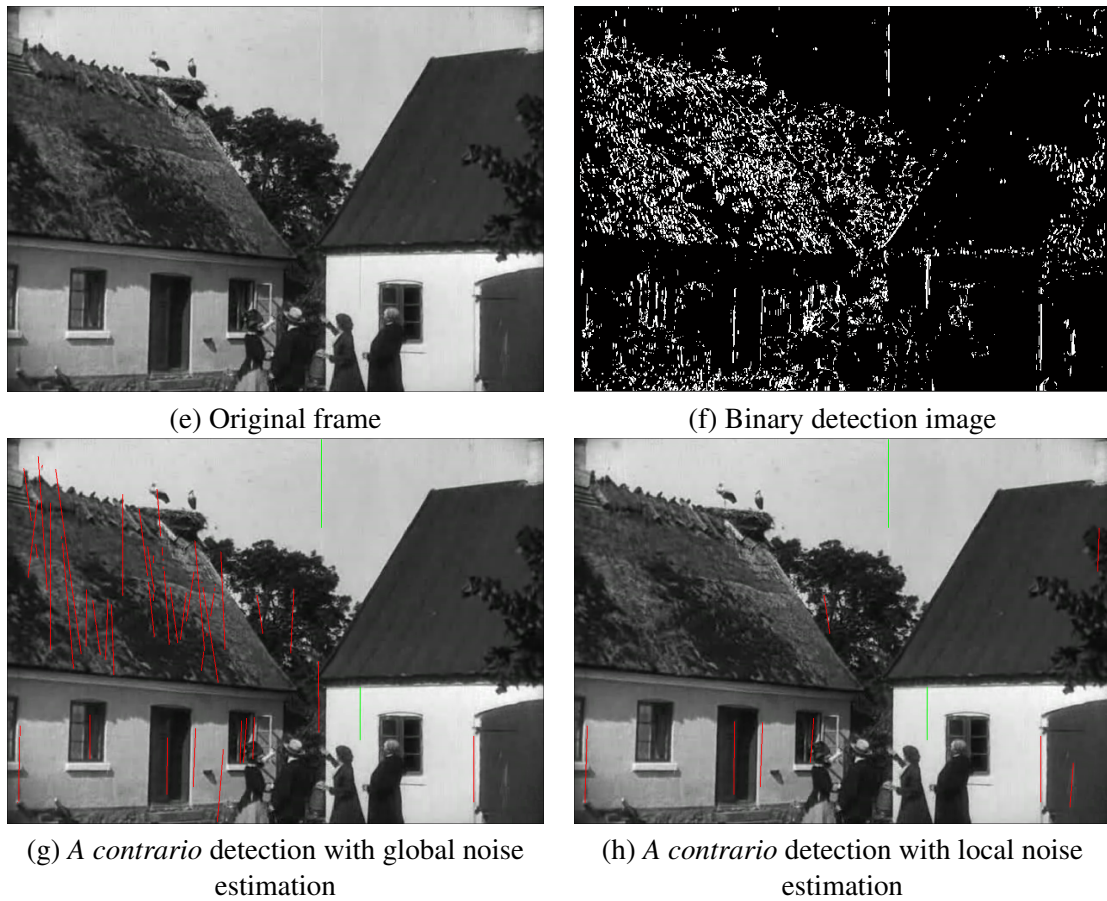 (e) Original frame
(f) Binary detection image
(g) A contrario detection with global noise
estimation
(h) A contrario detection with local noise
estimation